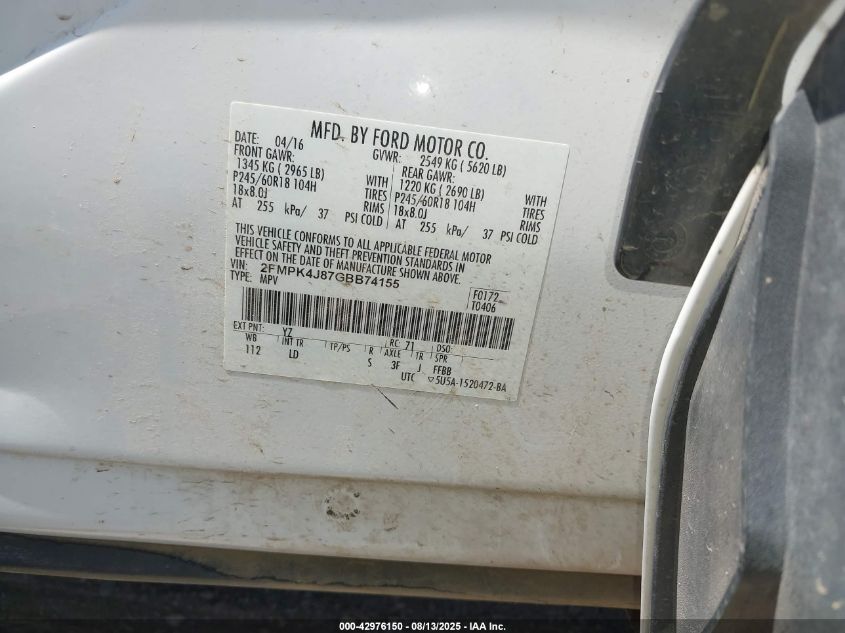 MFD. BY FORD MOTOR CO.
DATE: 04/16 GVWR: 2549 KG ( 5620 LB)
FRONT GAWR: REAR GAWR:
1345 KG ( 2965 LB) WITH 1220 KG ( 2690 LB) WITH
P245/60R18 104H TIRES P245/60R18 104H TIRES
18x8.0J RIMS 18x8.0J RIMS
AT 255 kPa/ 37 PSI COLD AT 255 kPa/ 37 PSI COLD
THIS VEHICLE CONFORMS TO ALL APPLICABLE FEDERAL MOTOR
VEHICLE SAFETY AND THEFT PREVENTION STANDARDS IN
EFFECT ON THE DATE OF MANUFACTURE SHOWN ABOVE.
VIN: 2FMPK4J87GBB74155
TYPE: MPV
F0172
T0406
EXT PNT: YZ RC: 71 DSO:
WB INT TR TP/PS R AXLE TR SPR
112 LD S 3F J FFBB
UTC ▽5U5A-1520472-BA
000-42976150 - 08/13/2025 - IAA Inc.